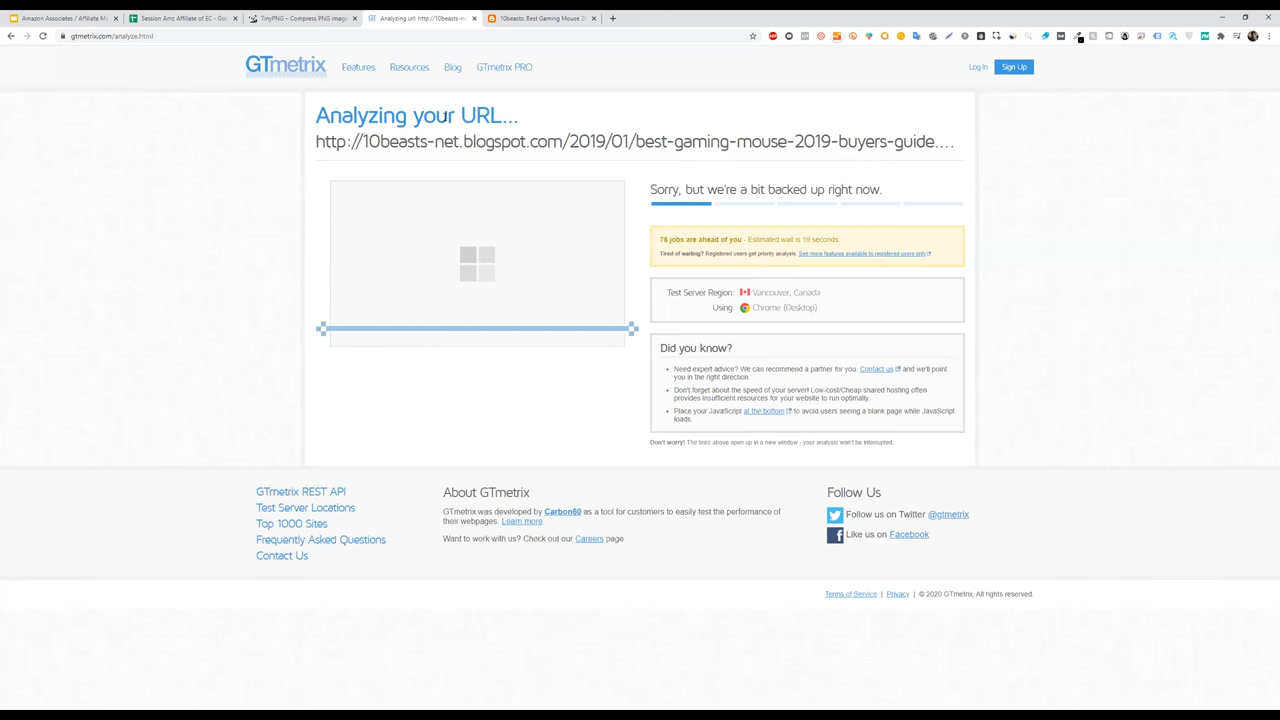 Amazon Associates / Affiliate M
Session Amz Affiliate of EC - Go
TinyPNG – Compress PNG image
Analyzing url: http://10beasts-n
10beasts: Best Gaming Mouse 2
gtmetrix.com/analyze.html
GTmetrix
Features
Resources
Blog
GTmetrix PRO
Log In
Sign Up
Analyzing your URL...
http://10beasts-net.blogspot.com/2019/01/best-gaming-mouse-2019-buyers-guide....
Sorry, but we're a bit backed up right now.
76 jobs are ahead of you - Estimated wait is 19 seconds.
Tired of waiting? Registered users get priority analysis. See more features available to registered users only
Test Server Region: Vancouver, Canada
Using: Chrome (Desktop)
Did you know?
Need expert advice? We can recommend a partner for you. Contact us and we'll point
you in the right direction.
Don't forget about the speed of your server! Low-cost/Cheap shared hosting often
provides insufficient resources for your website to run optimally.
Place your JavaScript at the bottom to avoid users seeing a blank page while JavaScript
loads.
Don't worry! The links above open up in a new window - your analysis won't be interrupted.
GTmetrix REST API
Test Server Locations
Top 1000 Sites
Frequently Asked Questions
Contact Us
About GTmetrix
GTmetrix was developed by Carbon60 as a tool for customers to easily test the performance of
their webpages. Learn more.
Want to work with us? Check out our Careers page
Follow Us
Follow us on Twitter @gtmetrix
Like us on Facebook
Terms of Service | Privacy | © 2020 GTmetrix. All rights reserved.